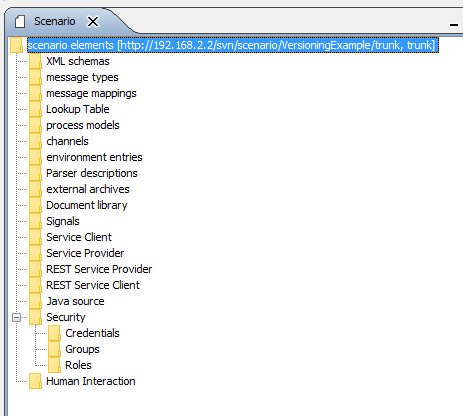 Scenario
scenario elements [http://192.168.2.2/svn/scenario/VersioningExample/trunk, trunk]
XML schemas
message types
message mappings
Lookup Table
process models
channels
environment entries
Parser descriptions
external archives
Document library
Signals
Service Client
Service Provider
REST Service Provider
REST Service Client
Java source
Security
Credentials
Groups
Roles
Human Interaction